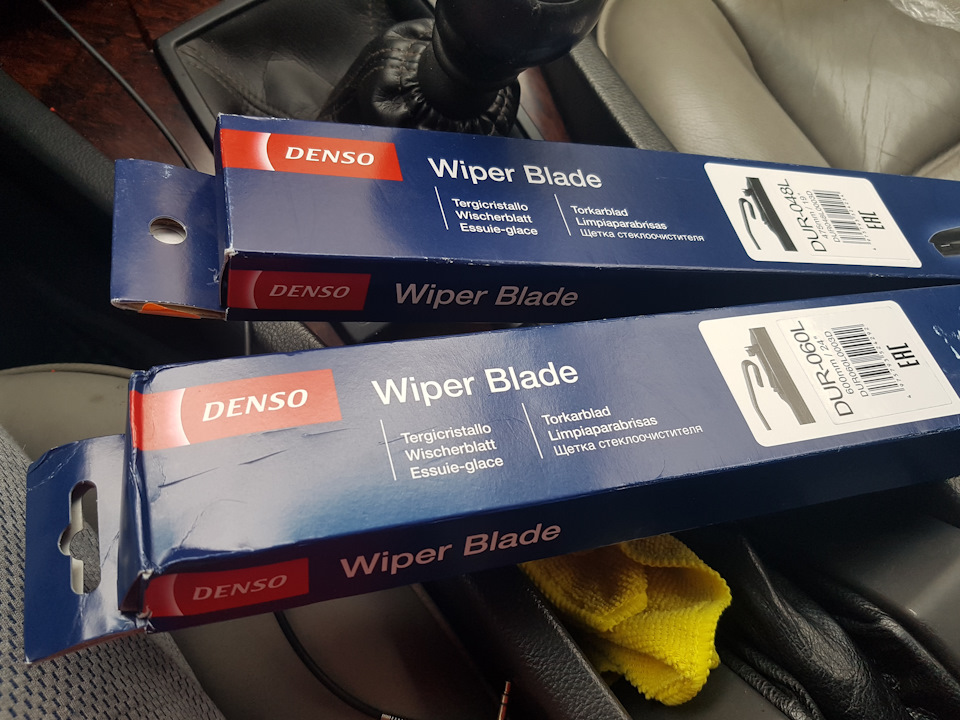 DENSO
Wiper Blade
Tergicristallo
Wischerblatt
Essuie-glace
Torkarblad
Limpiaparabrisas
Щетка стеклоочистителя
DUR-048L
EAC
DENSO
Wiper Blade
DENSO
Wiper Blade
Tergicristallo
Wischerblatt
Essuie-glace
Torkarblad
Limpiaparabrisas
Щетка стеклоочистителя
DUR-060L
600mm / 24"
EAC
DENSO
Wiper Blade